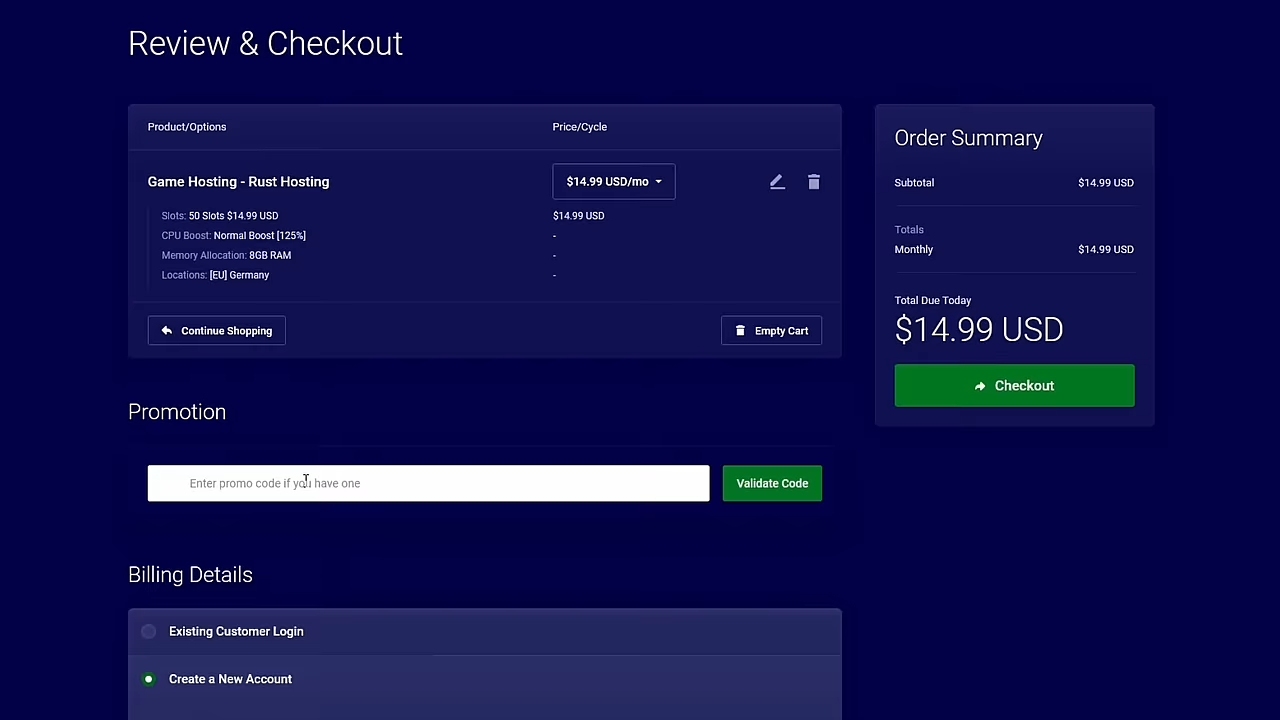 Review & Checkout
Product/Options Price/Cycle
Game Hosting - Rust Hosting $14.99 USD/mo
Slots: 50 Slots $14.99 USD $14.99 USD
CPU Boost: Normal Boost [125%] -
Memory Allocation: 8GB RAM -
Locations: [EU] Germany -
Continue Shopping Empty Cart
Order Summary
Subtotal $14.99 USD
Totals
Monthly $14.99 USD
Total Due Today
$14.99 USD
Checkout
Promotion
Enter promo code if you have one Validate Code
Billing Details
Existing Customer Login
Create a New Account